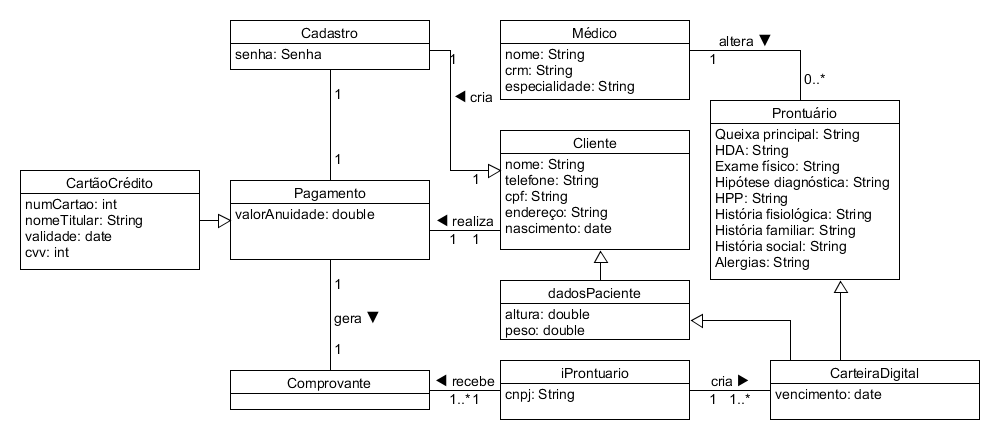 Cadastro
senha: Senha
Médico
nome: String
crm: String
especialidade: String
altera ▼
1
0..*
1
◀ cria
1
1
1
Prontuário
Queixa principal: String
HDA: String
Exame físico: String
Hipótese diagnóstica: String
HPP: String
História fisiológica: String
História familiar: String
História social: String
Alergias: String
Cliente
nome: String
telefone: String
cpf: String
endereço: String
nascimento: date
CartãoCrédito
numCartao: int
nomeTitular: String
validade: date
cvv: int
Pagamento
valorAnuidade: double
◀ realiza
1 1
1
gera ▼
1
dadosPaciente
altura: double
peso: double
Comprovante
◀ recebe
1..* 1
iProntuario
cnpj: String
cria ▶
1 1..*
CarteiraDigital
vencimento: date